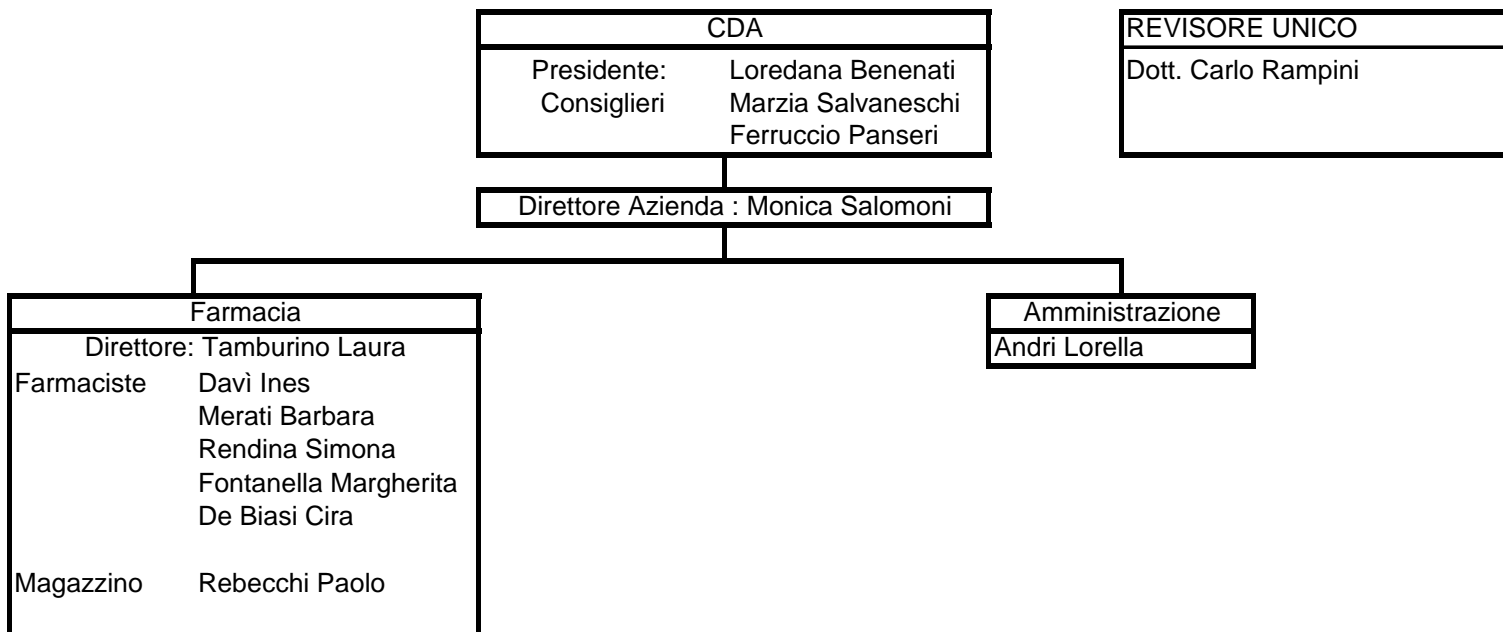 CDA
Presidente: Loredana Benenati
Consiglieri Marzia Salvaneschi
Ferruccio Panseri
REVISORE UNICO
Dott. Carlo Rampini
Direttore Azienda : Monica Salomoni
Farmacia
Direttore: Tamburino Laura
Farmaciste Davì Ines
Merati Barbara
Rendina Simona
Fontanella Margherita
De Biasi Cira
Magazzino Rebecchi Paolo
Amministrazione
Andri Lorella